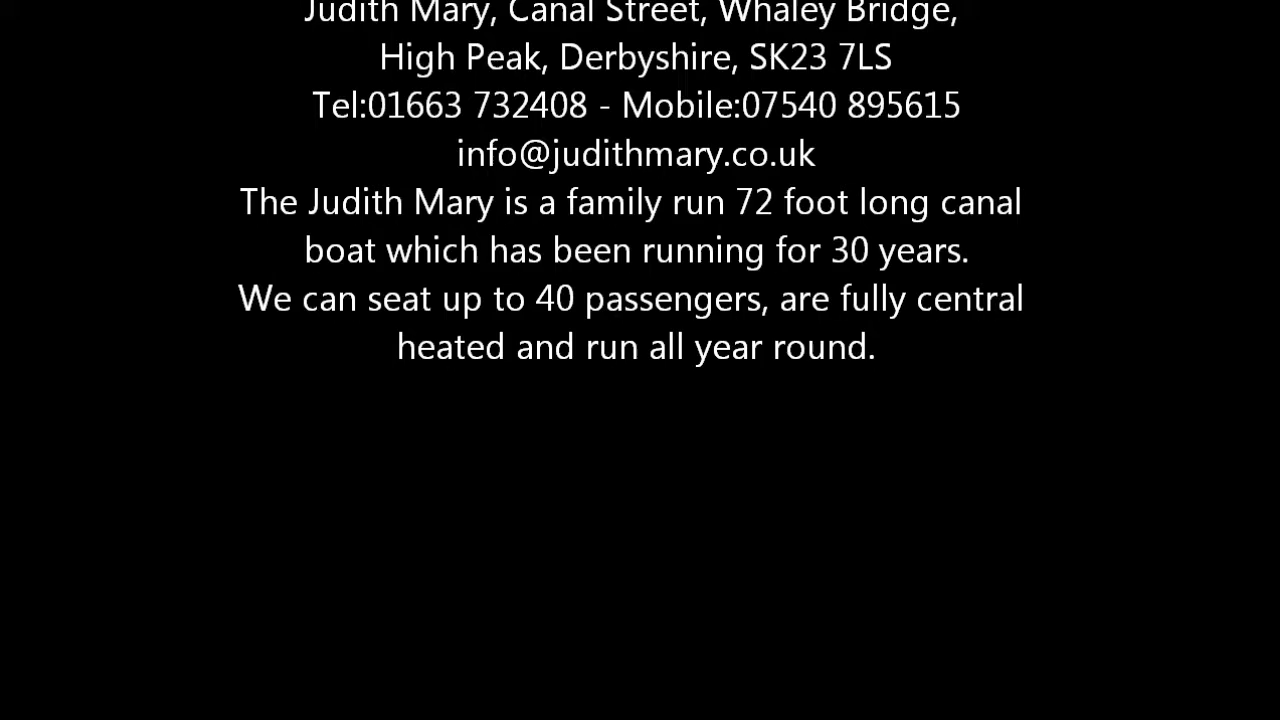 Judith Mary, Canal Street, Whaley Bridge,
High Peak, Derbyshire, SK23 7LS
Tel:01663 732408 - Mobile:07540 895615
info@judithmary.co.uk
The Judith Mary is a family run 72 foot long canal
boat which has been running for 30 years.
We can seat up to 40 passengers, are fully central
heated and run all year round.